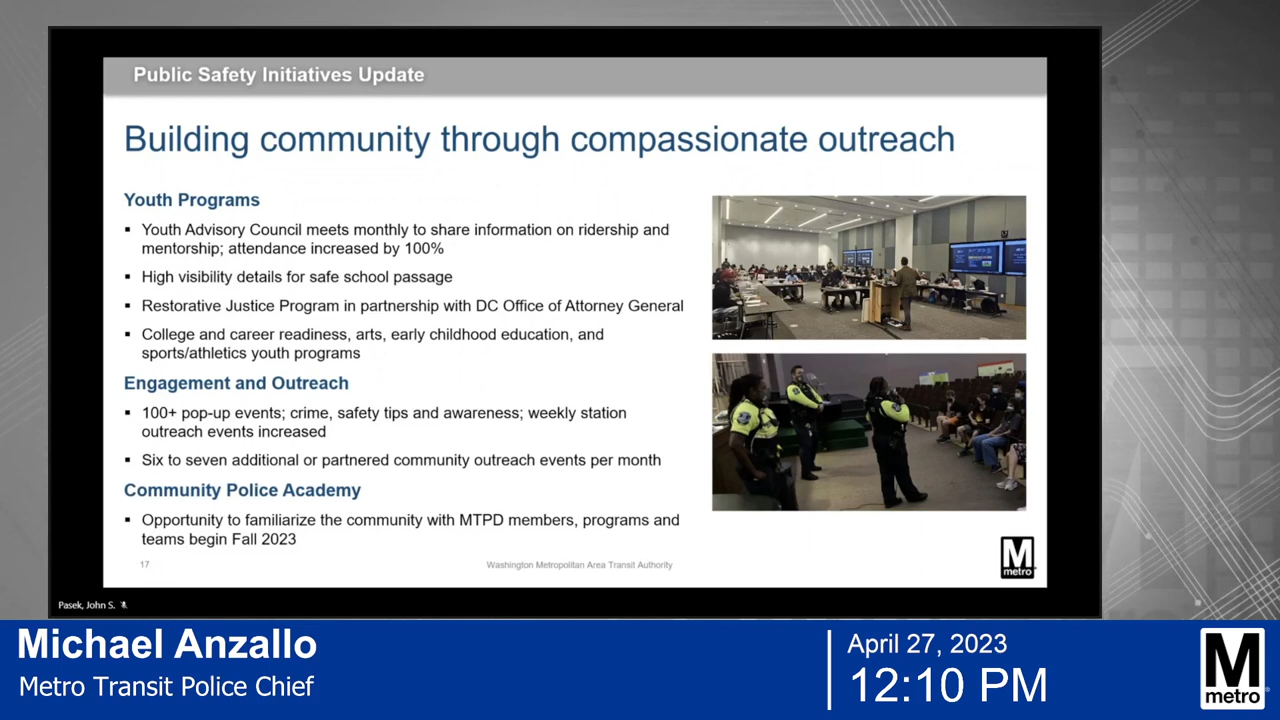 Public Safety Initiatives Update
Building community through compassionate outreach
Youth Programs
▪ Youth Advisory Council meets monthly to share information on ridership and
mentorship; attendance increased by 100%
▪ High visibility details for safe school passage
▪ Restorative Justice Program in partnership with DC Office of Attorney General
▪ College and career readiness, arts, early childhood education, and
sports/athletics youth programs
Engagement and Outreach
▪ 100+ pop-up events; crime, safety tips and awareness; weekly station
outreach events increased
▪ Six to seven additional or partnered community outreach events per month
Community Police Academy
▪ Opportunity to familiarize the community with MTPD members, programs and
teams begin Fall 2023
17
Washington Metropolitan Area Transit Authority
M
metro
Pasek, John S.
Michael Anzallo
Metro Transit Police Chief
April 27, 2023
12:10 PM
M
metro®